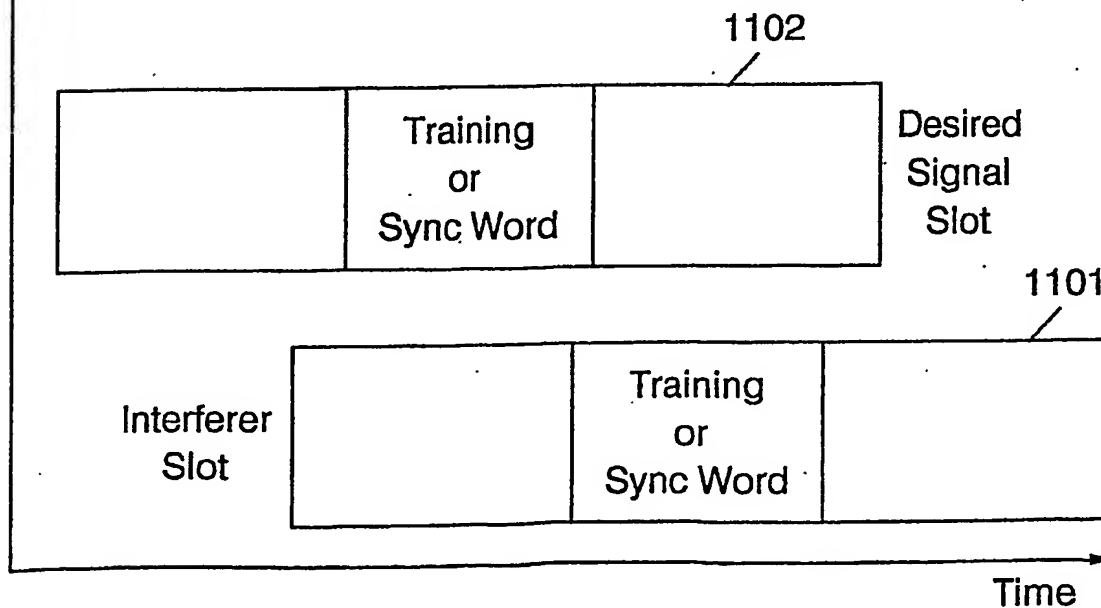 1102
Training
or
Sync Word
Desired
Signal
Slot
1101
Interferer
Slot
Training
or
Sync Word
Time